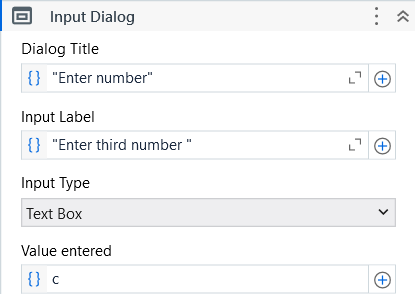 Input Dialog
Dialog Title
{ } "Enter number"
Input Label
{ } "Enter third number "
Input Type
Text Box
Value entered
{ } c